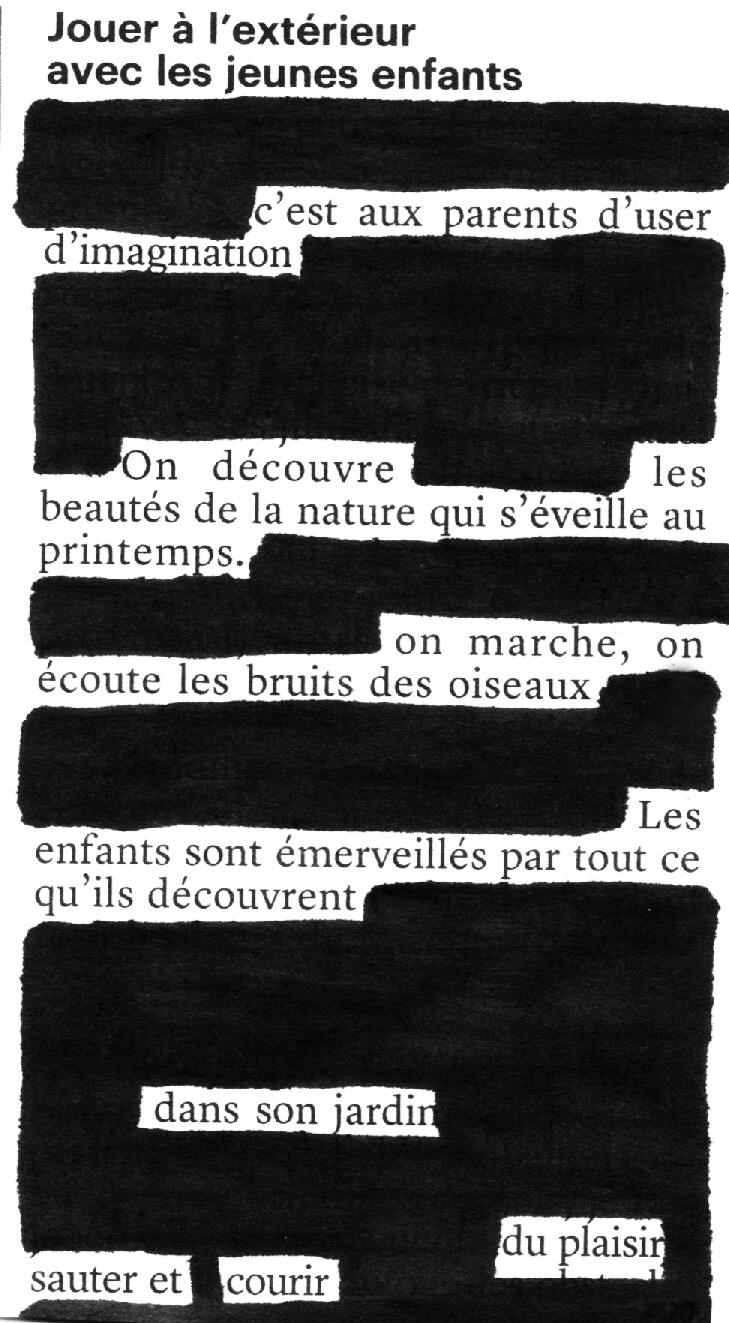 Jouer à l'extérieur
avec les jeunes enfants
c'est aux parents d'user
d'imagination
On découvre les
beautés de la nature qui s'éveille au
printemps.
on marche, on
écoute les bruits des oiseaux
Les
enfants sont émerveillés par tout ce
qu'ils découvrent
dans son jardin
du plaisir
sauter et courir